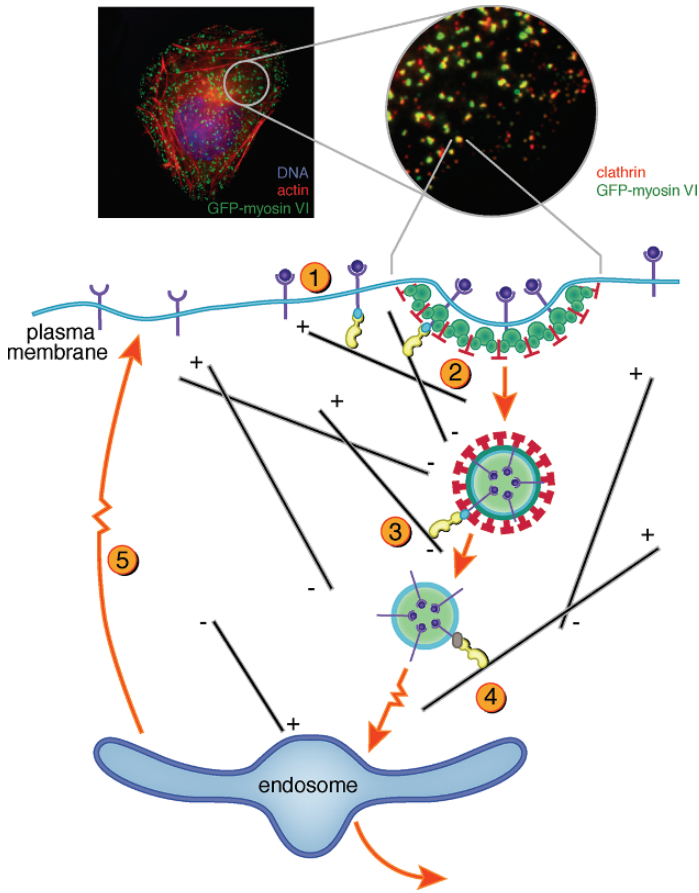 DNA
actin
GFP-myosin VI
clathrin
GFP-myosin VI
1
plasma
membrane
+
2
+
+
+
-
-
+
3
-
5
+
-
-
-
4
+
endosome